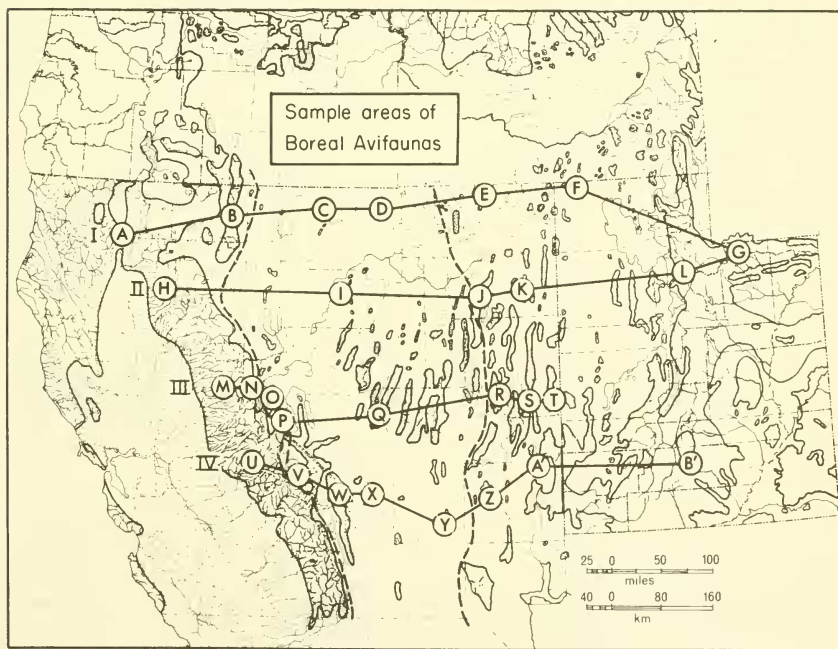 Sample areas of
Boreal Avifaunas
I
A
B
C
D
E
F
G
II
H
I
J
K
L
III
M
N
O
P
Q
R
S
T
IV
U
V
W
X
Y
Z
A'
B'
25 0 50 100
miles
40 0 80 160
km